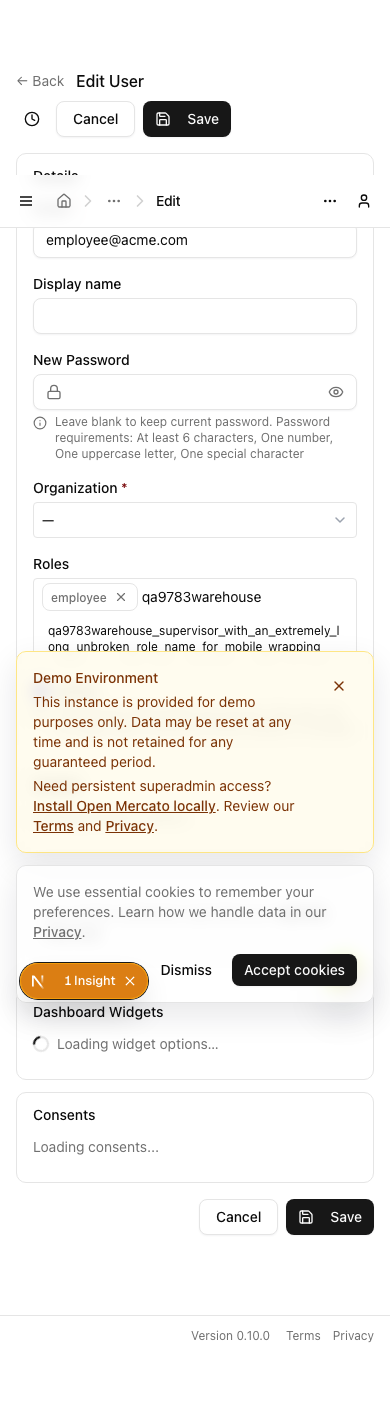 ← Back Edit User
Cancel Save
Details
Edit
employee@acme.com
Display name
New Password
Leave blank to keep current password. Password
requirements: At least 6 characters, One number,
One uppercase letter, One special character
Organization *
—
Roles
employee × qa9783warehouse
qa9783warehouse_supervisor_with_an_extremely_l
ong_unbroken_role_name_for_mobile_wrapping
Demo Environment
This instance is provided for demo
purposes only. Data may be reset at any
time and is not retained for any
guaranteed period.
Need persistent superadmin access?
Install Open Mercato locally. Review our
Terms and Privacy.
We use essential cookies to remember your
preferences. Learn how we handle data in our
Privacy.
Dismiss Accept cookies
1 Insight
Dashboard Widgets
Loading widget options…
Consents
Loading consents...
Cancel Save
Version 0.10.0 Terms Privacy